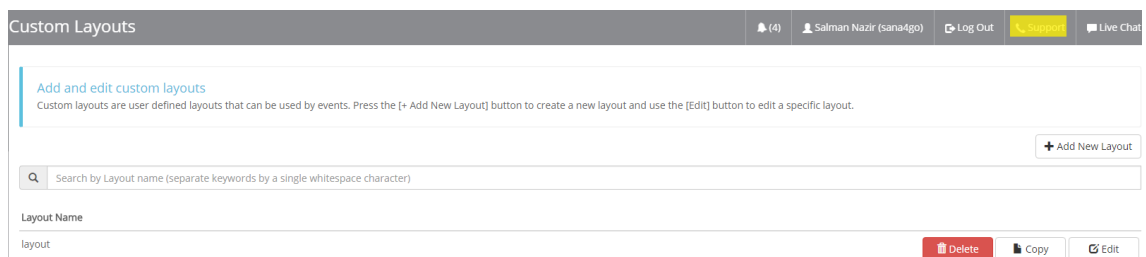 Custom Layouts (4) Salman Nazir (sana4go) Log Out Support Live Chat
Add and edit custom layouts
Custom layouts are user defined layouts that can be used by events. Press the [+ Add New Layout] button to create a new layout and use the [Edit] button to edit a specific layout.
+ Add New Layout
Search by Layout name (separate keywords by a single whitespace character)
Layout Name
layout Delete Copy Edit